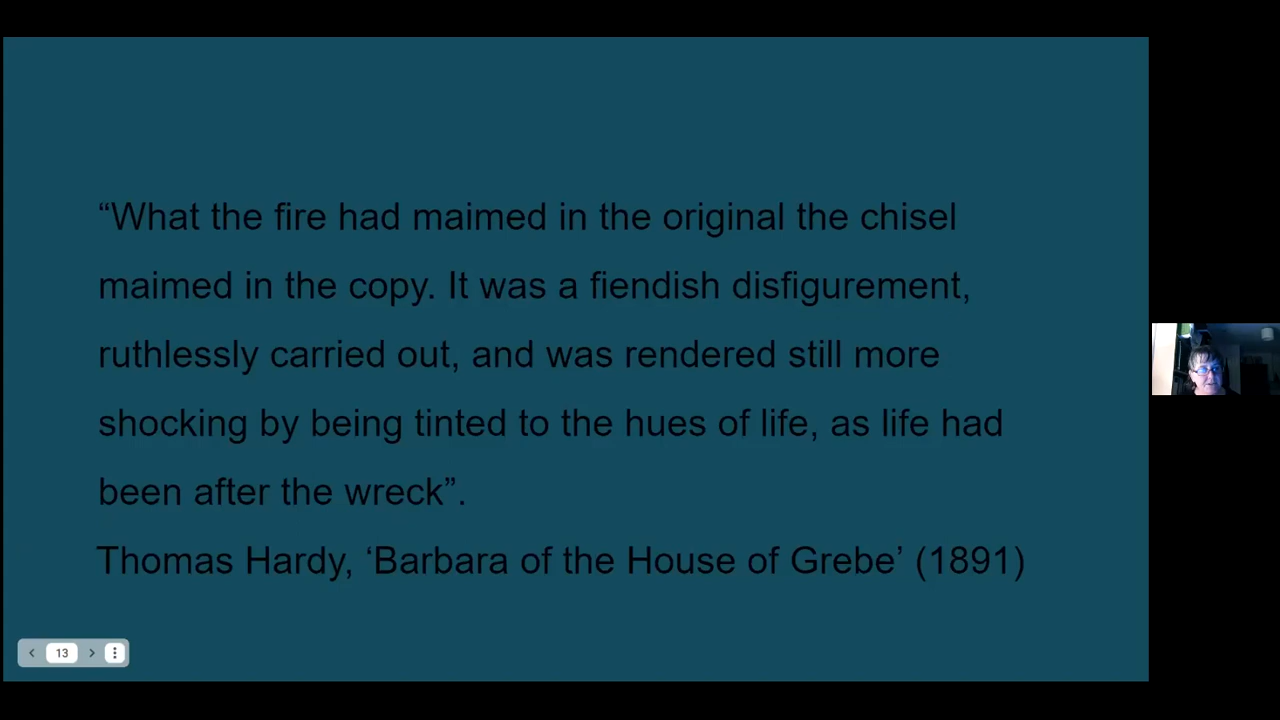 “What the fire had maimed in the original the chisel
maimed in the copy. It was a fiendish disfigurement,
ruthlessly carried out, and was rendered still more
shocking by being tinted to the hues of life, as life had
been after the wreck”.
Thomas Hardy, ‘Barbara of the House of Grebe’ (1891)
13